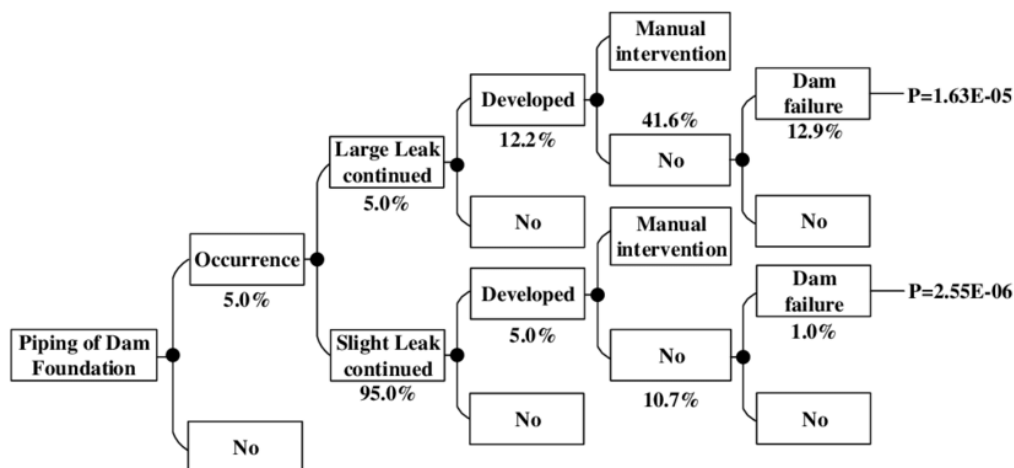 Manual
intervention
Dam
failure
P=1.63E-05
Developed
41.6%
12.2%
12.9%
Large Leak
continued
No
5.0%
No
No
Manual
intervention
Occurrence
5.0%
Developed
Dam
failure
P=2.55E-06
5.0%
1.0%
Piping of Dam
Foundation
Slight Leak
continued
No
95.0%
10.7%
No
No
No